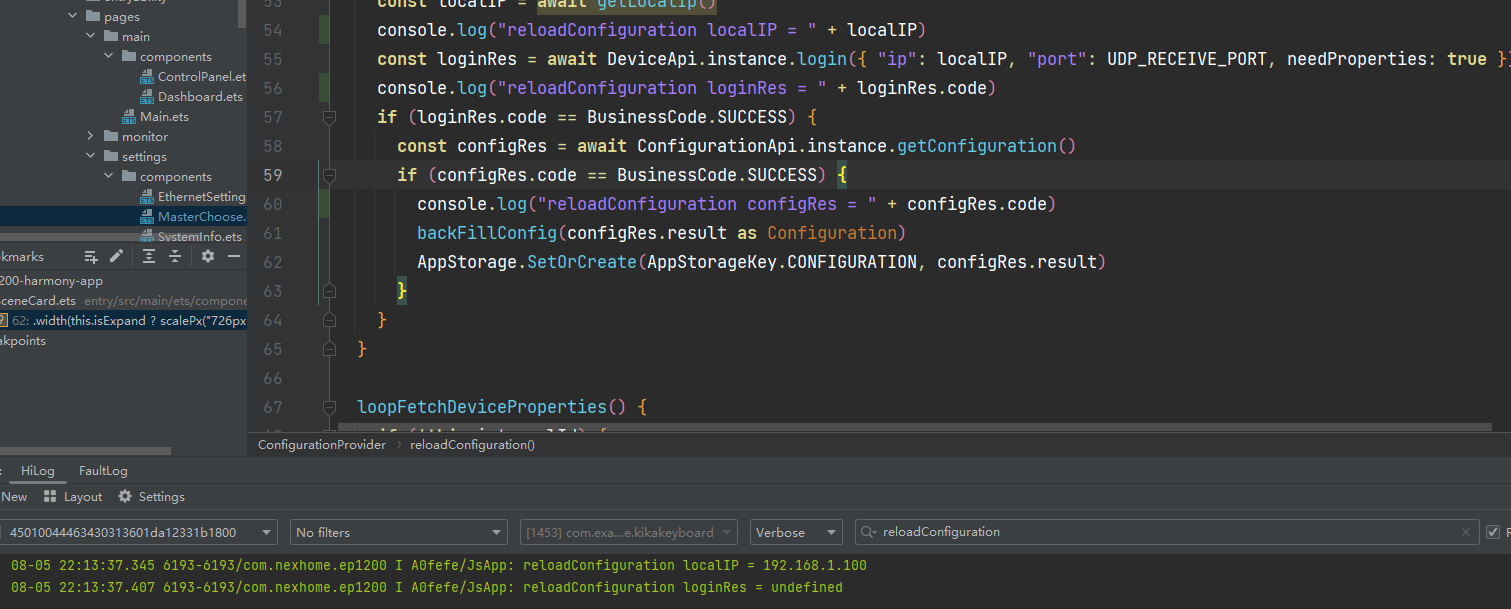 pages
main
components
ControlPanel.et
Dashboard.ets
Main.ets
monitor
settings
components
EthernetSetting
MasterChoose.
SystemInfo.ets
kmarks
200-harmony-app
sceneCard.ets entry/src/main/ets/compone
62: .width(this.isExpand ? scalePx("726px
akpoints
53 const localIP = await getLocalIp()
54 console.log("reloadConfiguration localIP = " + localIP)
55 const loginRes = await DeviceApi.instance.login({ "ip": localIP, "port": UDP_RECEIVE_PORT, needProperties: true })
56 console.log("reloadConfiguration loginRes = " + loginRes.code)
57 if (loginRes.code == BusinessCode.SUCCESS) {
58 const configRes = await ConfigurationApi.instance.getConfiguration()
59 if (configRes.code == BusinessCode.SUCCESS) {
60 console.log("reloadConfiguration configRes = " + configRes.code)
61 backFillConfig(configRes.result as Configuration)
62 AppStorage.SetOrCreate(AppStorageKey.CONFIGURATION, configRes.result)
63 }
64 }
65 }
66
67 loopFetchDeviceProperties() {
ConfigurationProvider › reloadConfiguration()
: HiLog FaultLog
New Layout Settings
45010044463430313601da12331b1800 No filters [1453] com.exa...e.kikakeyboard Verbose reloadConfiguration
08-05 22:13:37.345 6193-6193/com.nexhome.ep1200 I A0fefe/JsApp: reloadConfiguration localIP = 192.168.1.100
08-05 22:13:37.407 6193-6193/com.nexhome.ep1200 I A0fefe/JsApp: reloadConfiguration loginRes = undefined